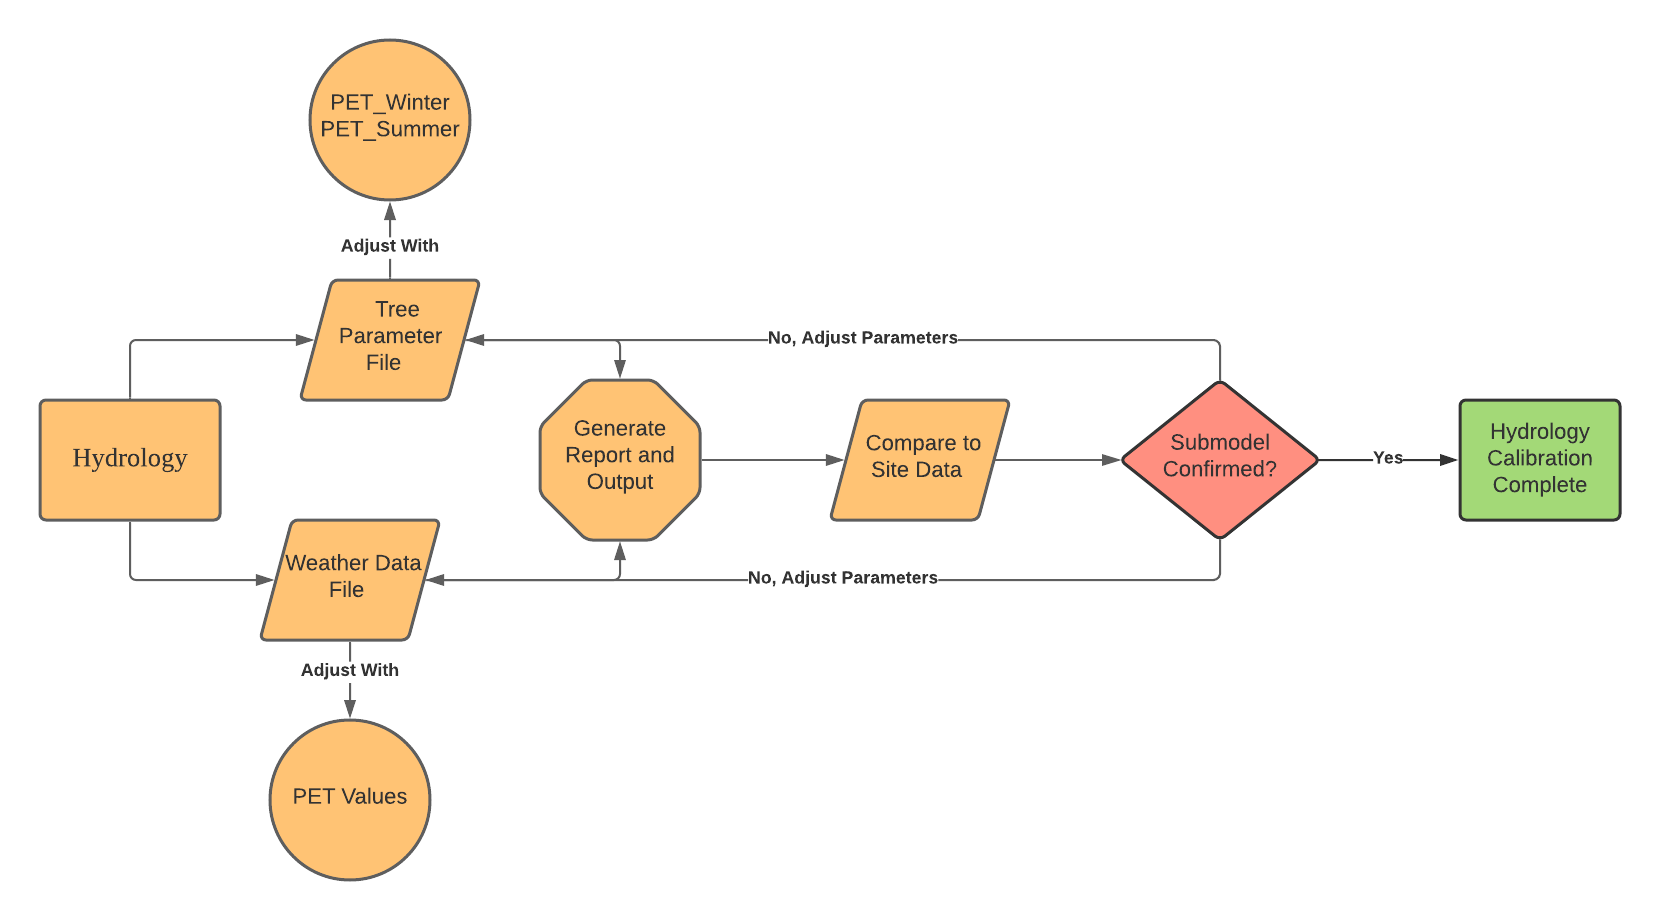 PET_Winter
PET_Summer
Adjust With
Tree
Parameter
File
No, Adjust Parameters
Hydrology
Generate
Report and
Output
Compare to
Site Data
Submodel
Confirmed?
Yes
Hydrology
Calibration
Complete
Weather Data
File
No, Adjust Parameters
Adjust With
PET Values